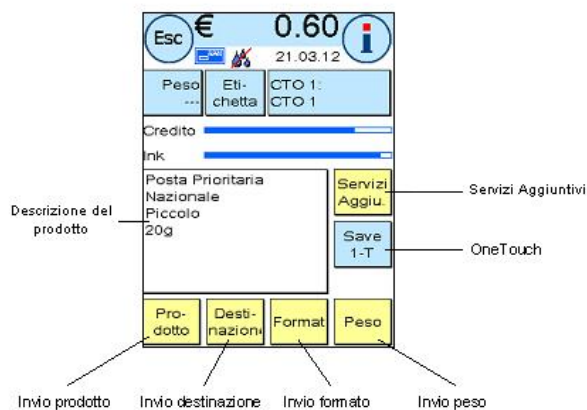 Esc
€ 0.60
i
21.03.12
Peso
---
Eti-
chetta
CTO 1:
CTO 1
Credito
Ink
Posta Prioritaria
Nazionale
Piccolo
20g
Servizi
Aggiu.
Save
1-T
Pro-
dotto
Desti-
nazion
Format
Peso
Descrizione del
prodotto
Servizi Aggiuntivi
OneTouch
Invio prodotto
Invio destinazione
Invio formato
Invio peso